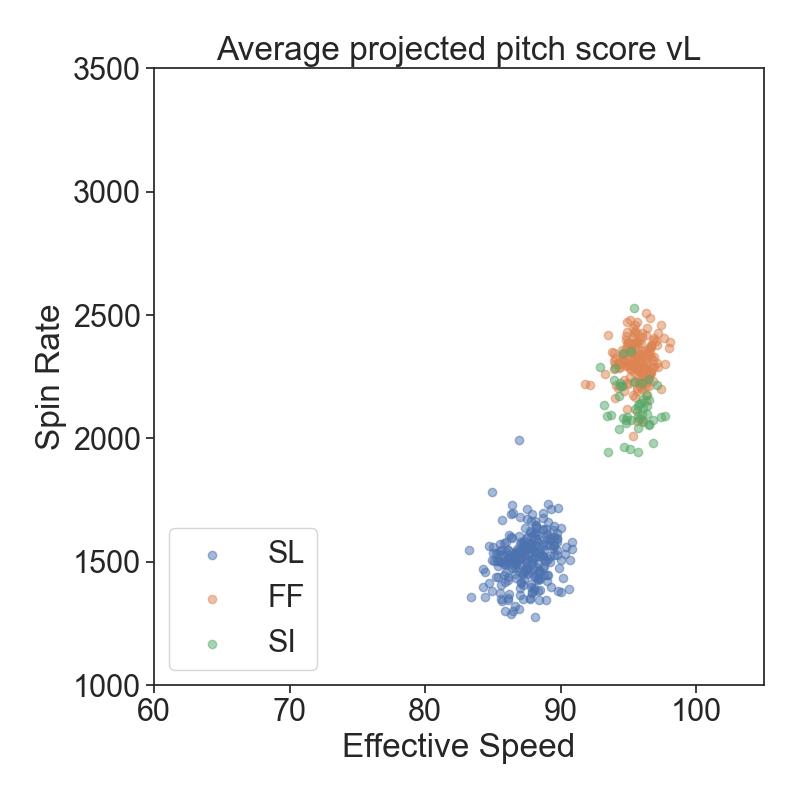 Average projected pitch score vL
3500
3000
2500
2000
1500
1000
Spin Rate
SL
FF
SI
60 70 80 90 100
Effective Speed